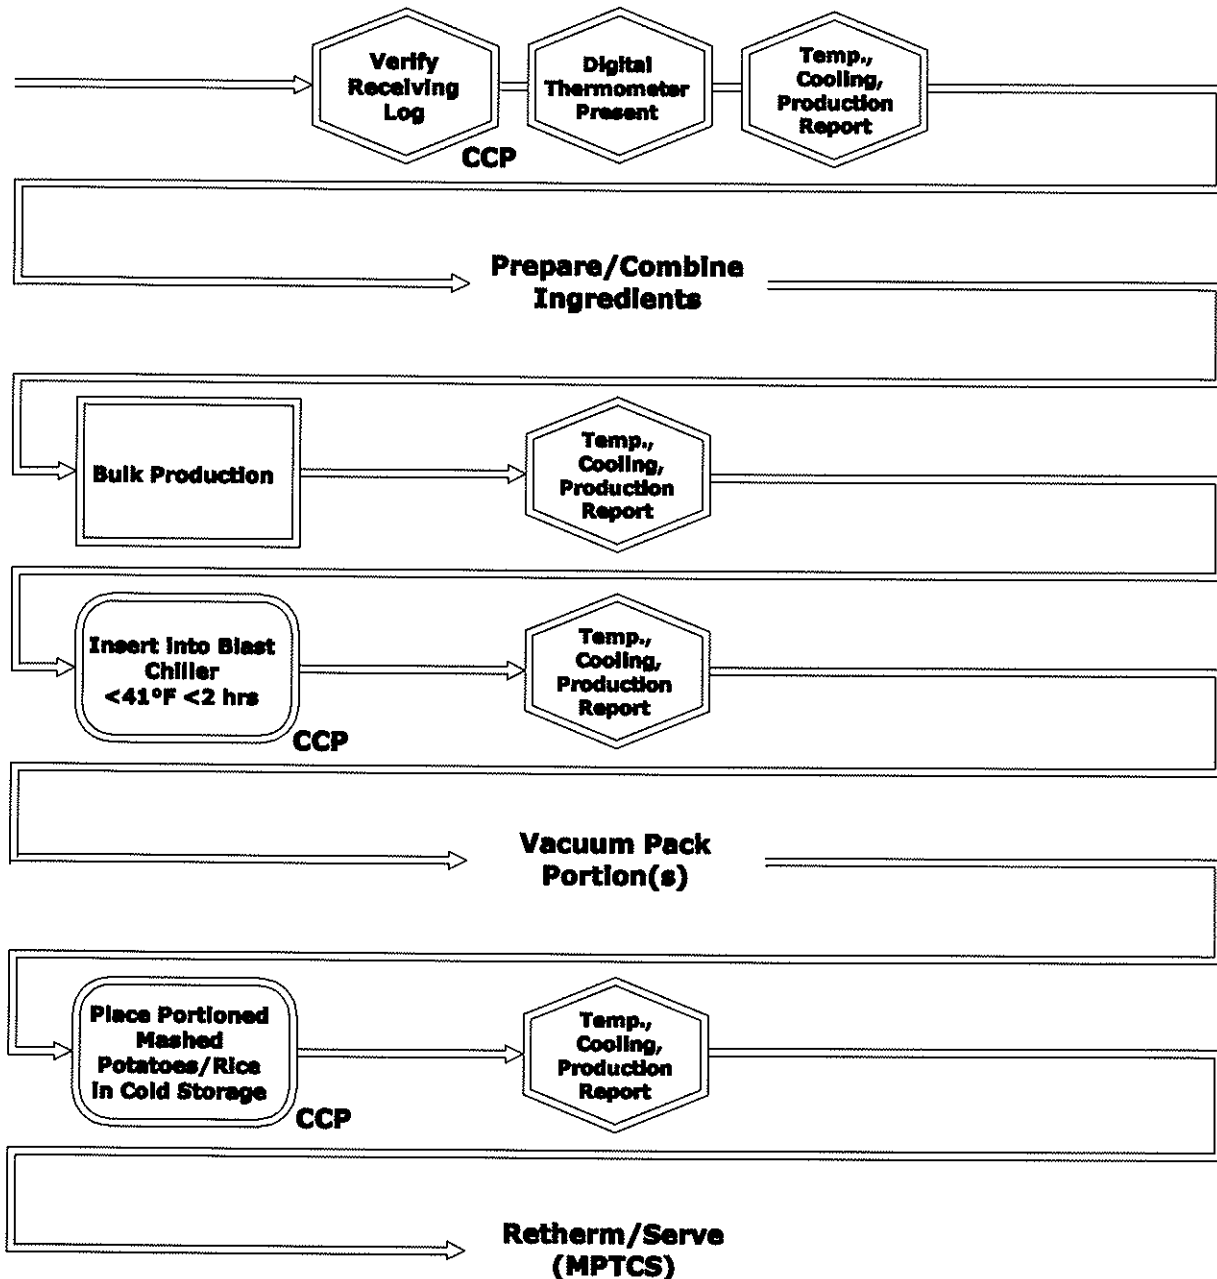 Verify
Receiving
Log
CCP
Digital
Thermometer
Present
Temp.,
Cooling,
Production
Report
Prepare/Combine
Ingredients
Bulk Production
Temp.,
Cooling,
Production
Report
Insert into Blast
Chiller
<41°F <2 hrs
CCP
Temp.,
Cooling,
Production
Report
Vacuum Pack
Portion(s)
Place Portioned
Mashed
Potatoes/Rice
in Cold Storage
CCP
Temp.,
Cooling,
Production
Report
Retherm/Serve
(MPTCS)